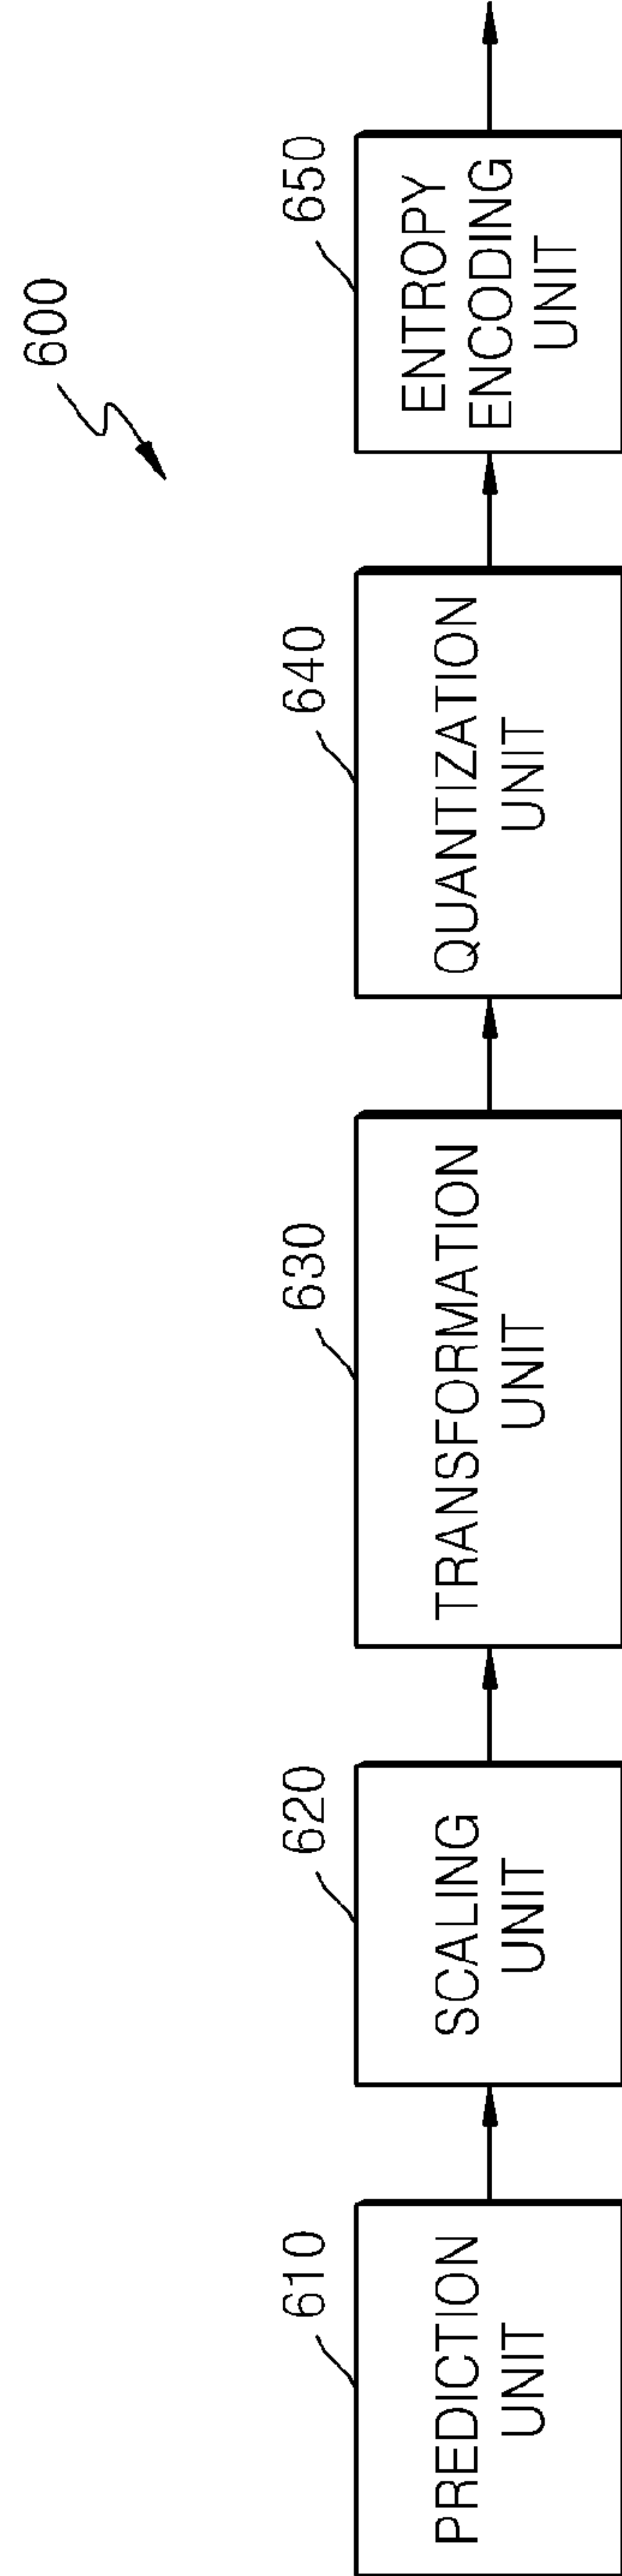 600
610
PREDICTION
UNIT
620
SCALING
UNIT
630
TRANSFORMATION
UNIT
640
QUANTIZATION
UNIT
650
ENTROPY
ENCODING
UNIT